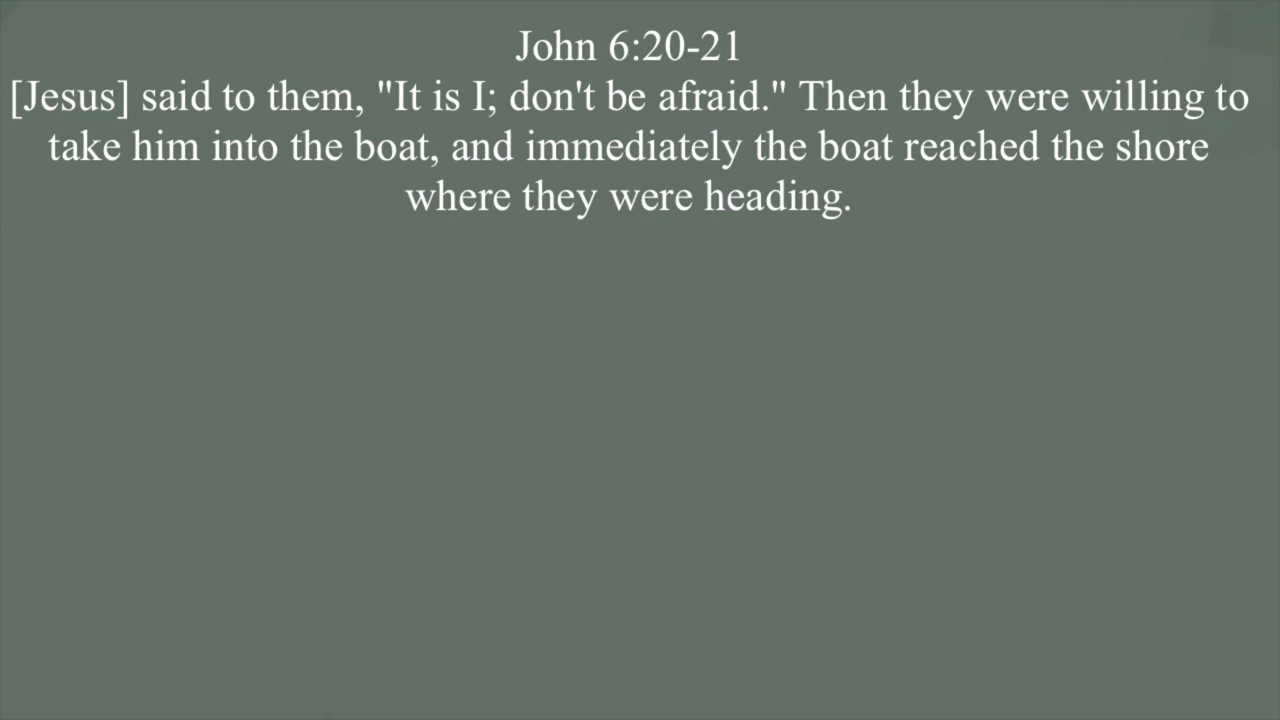 John 6:20-21
[Jesus] said to them, "It is I; don't be afraid." Then they were willing to
take him into the boat, and immediately the boat reached the shore
where they were heading.